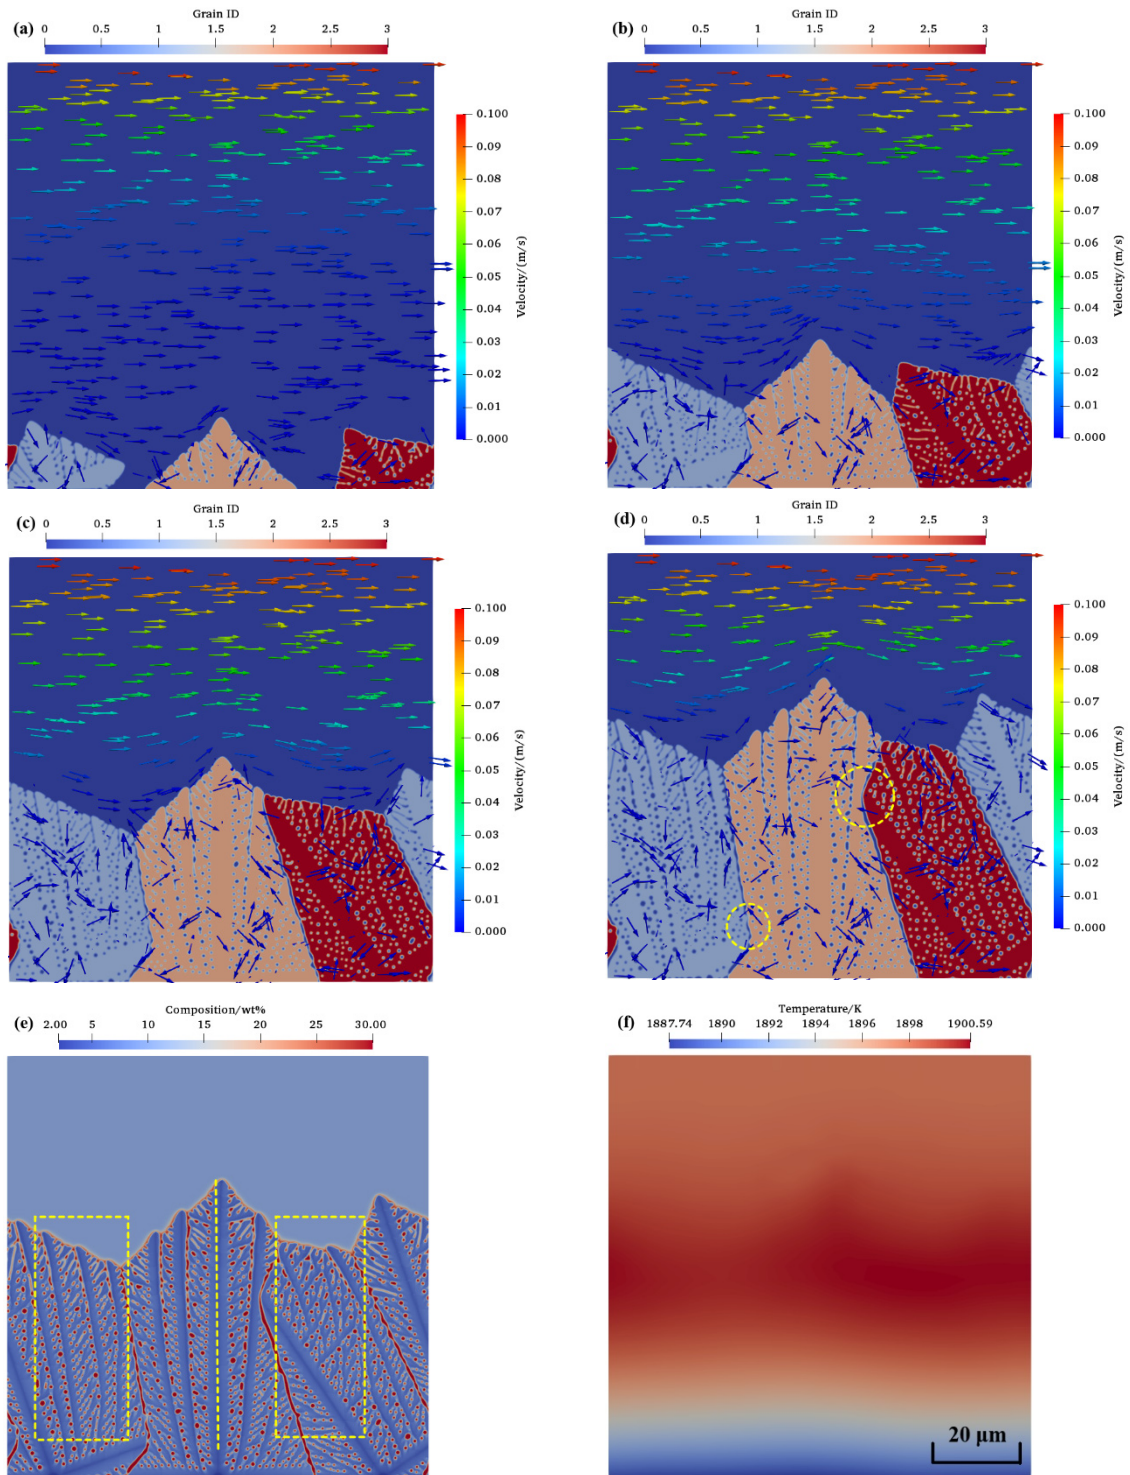 (a) Grain ID
0 0.5 1 1.5 2 2.5 3
0.100
0.090
0.08
0.07
0.06
0.05
0.04
0.03
0.02
0.01
0.000
Velocity/(m/s)
(b) Grain ID
0 0.5 1 1.5 2 2.5 3
0.100
0.090
0.08
0.07
0.06
0.05
0.04
0.03
0.02
0.01
0.000
Velocity/(m/s)
(c) Grain ID
0 0.5 1 1.5 2 2.5 3
0.100
0.090
0.08
0.07
0.06
0.05
0.04
0.03
0.02
0.01
0.000
Velocity/(m/s)
(d) Grain ID
0 0.5 1 1.5 2 2.5 3
0.100
0.090
0.08
0.07
0.06
0.05
0.04
0.03
0.02
0.01
0.000
Velocity/(m/s)
(e) Composition/wt%
2.00 5 10 15 20 25 30.00
(f) Temperature/K
1887.74 1890 1892 1894 1896 1898 1900.59
20 μm